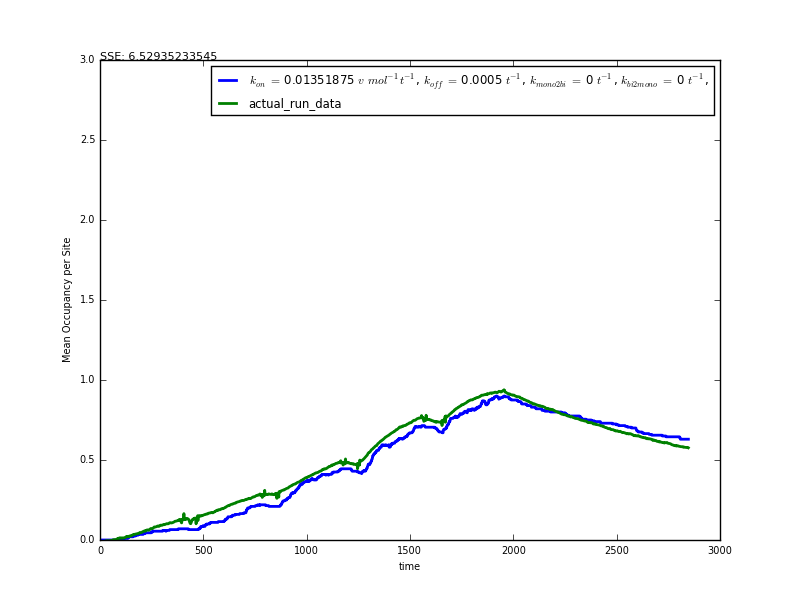 SSE: 6.52935233545
k_on = 0.01351875 v mol^-1 t^-1, k_off = 0.0005 t^-1, k_mono2bi = 0 t^-1, k_bi2mono = 0 t^-1,
actual_run_data
3.0
2.5
2.0
1.5
1.0
0.5
0.0
Mean Occupancy per Site
0 500 1000 1500 2000 2500 3000
time